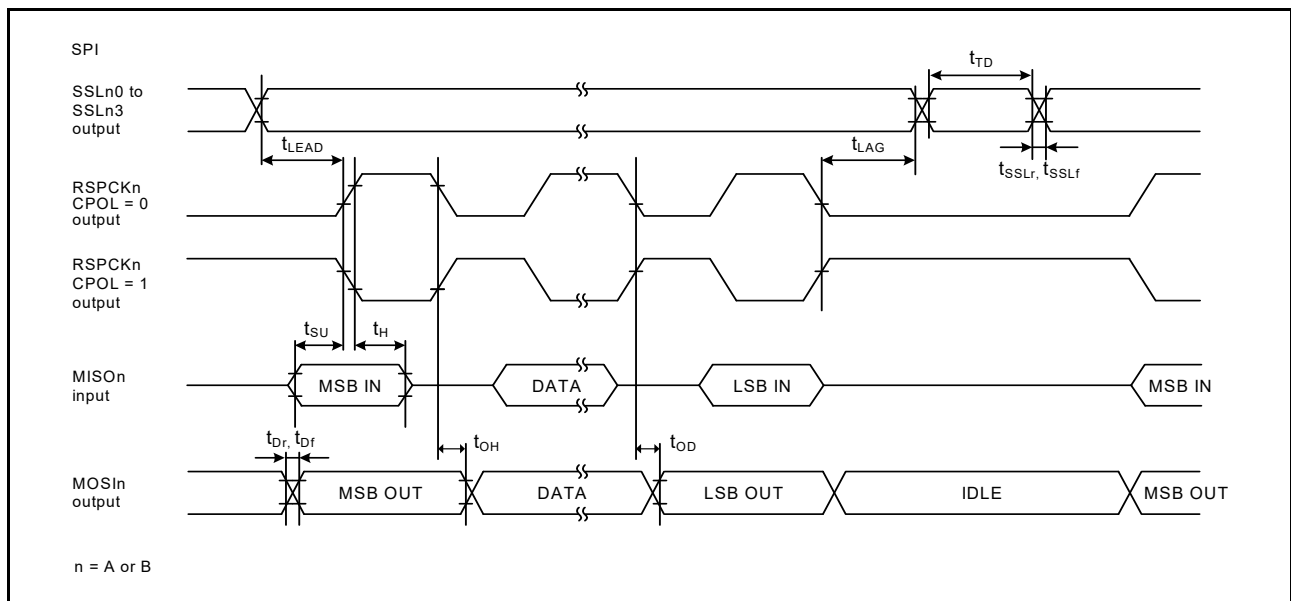 SPI
tTD
SSLn0 to
SSLn3
output
tLEAD
tLAG
tSSLr, tSSLf
RSPCKn
CPOL = 0
output
RSPCKn
CPOL = 1
output
tSU
tH
MISOn
input
MSB IN
DATA
LSB IN
MSB IN
tDr, tDf
tOH
tOD
MOSIn
output
MSB OUT
DATA
LSB OUT
IDLE
MSB OUT
n = A or B